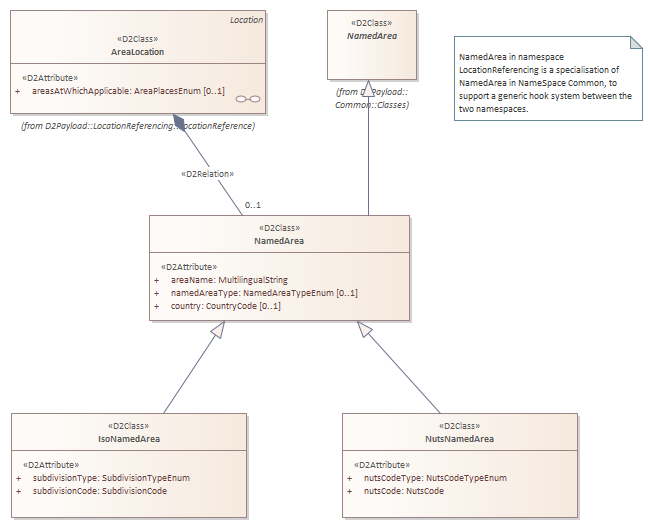 Location
«D2Class»
AreaLocation
«D2Attribute»
+ areasAtWhichApplicable: AreaPlacesEnum [0..1]
(from D2Payload::LocationReferencing::LocationReference)
«D2Class»
NamedArea
(from D2Payload::
Common::Classes)
NamedArea in namespace
LocationReferencing is a specialisation of
NamedArea in NameSpace Common, to
support a generic hook system between the
two namespaces.
«D2Relation»
0..1
«D2Class»
NamedArea
«D2Attribute»
+ areaName: MultilingualString
+ namedAreaType: NamedAreaTypeEnum [0..1]
+ country: CountryCode [0..1]
«D2Class»
IsoNamedArea
«D2Attribute»
+ subdivisionType: SubdivisionTypeEnum
+ subdivisionCode: SubdivisionCode
«D2Class»
NutsNamedArea
«D2Attribute»
+ nutsCodeType: NutsCodeTypeEnum
+ nutsCode: NutsCode